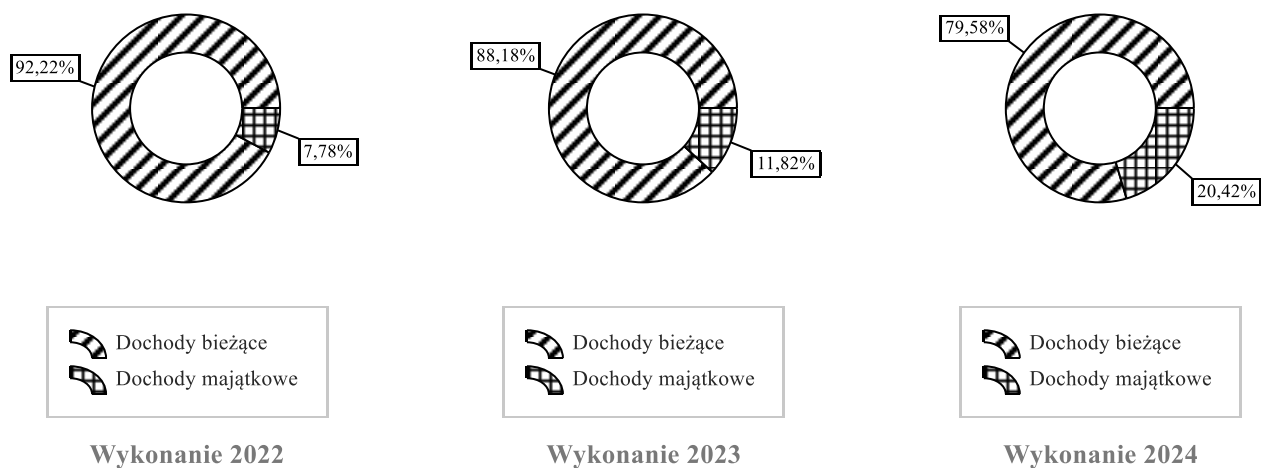 92,22%
7,78%
Dochody bieżące
Dochody majątkowe
Wykonanie 2022
88,18%
11,82%
Dochody bieżące
Dochody majątkowe
Wykonanie 2023
79,58%
20,42%
Dochody bieżące
Dochody majątkowe
Wykonanie 2024